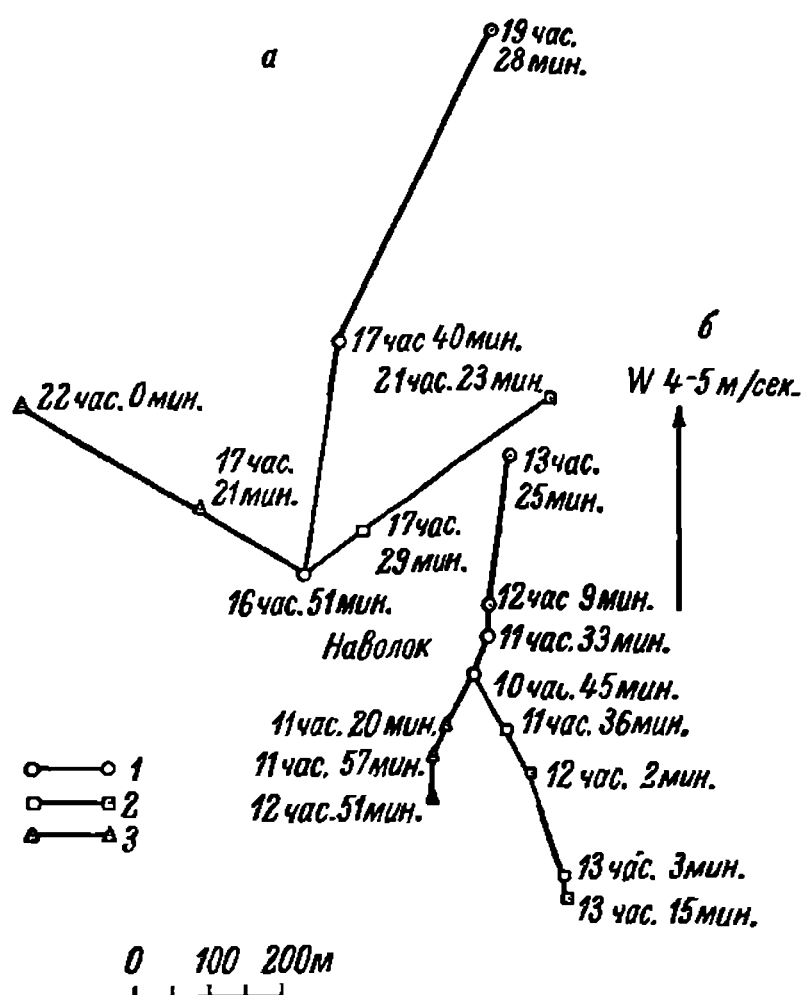 а
19 час.
28 мин.
17 час 40 мин.
21 час. 23 мин
22 час. 0 мин.
17 час.
21 мин.
17 час.
29 мин.
16 час. 51 мин.
б
W 4-5 м/сек.
13 час.
25 мин.
12 час 9 мин.
11 час. 33 мин.
Наволок
10 час. 45 мин.
11 час. 20 мин.
11 час. 36 мин.
11 час. 57 мин.
12 час. 2 мин.
12 час. 51 мин.
13 час. 3 мин.
13 час. 15 мин.
1
2
3
0 100 200м